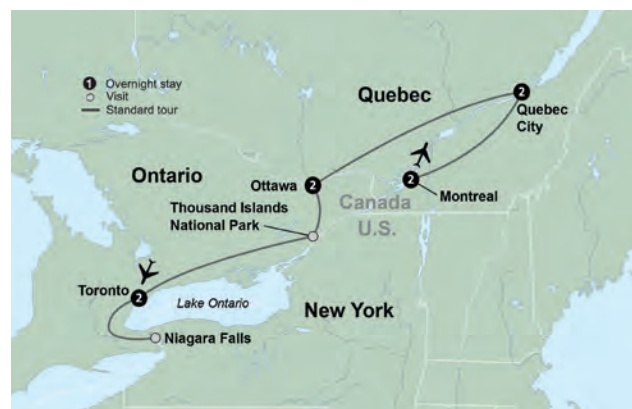 1 Overnight stay
Visit
Standard tour
Quebec
2
Quebec
City
Ontario
Ottawa 2
2
Montreal
Canada
U.S.
Thousand Islands
National Park
Toronto 2
Lake Ontario
New York
Niagara Falls